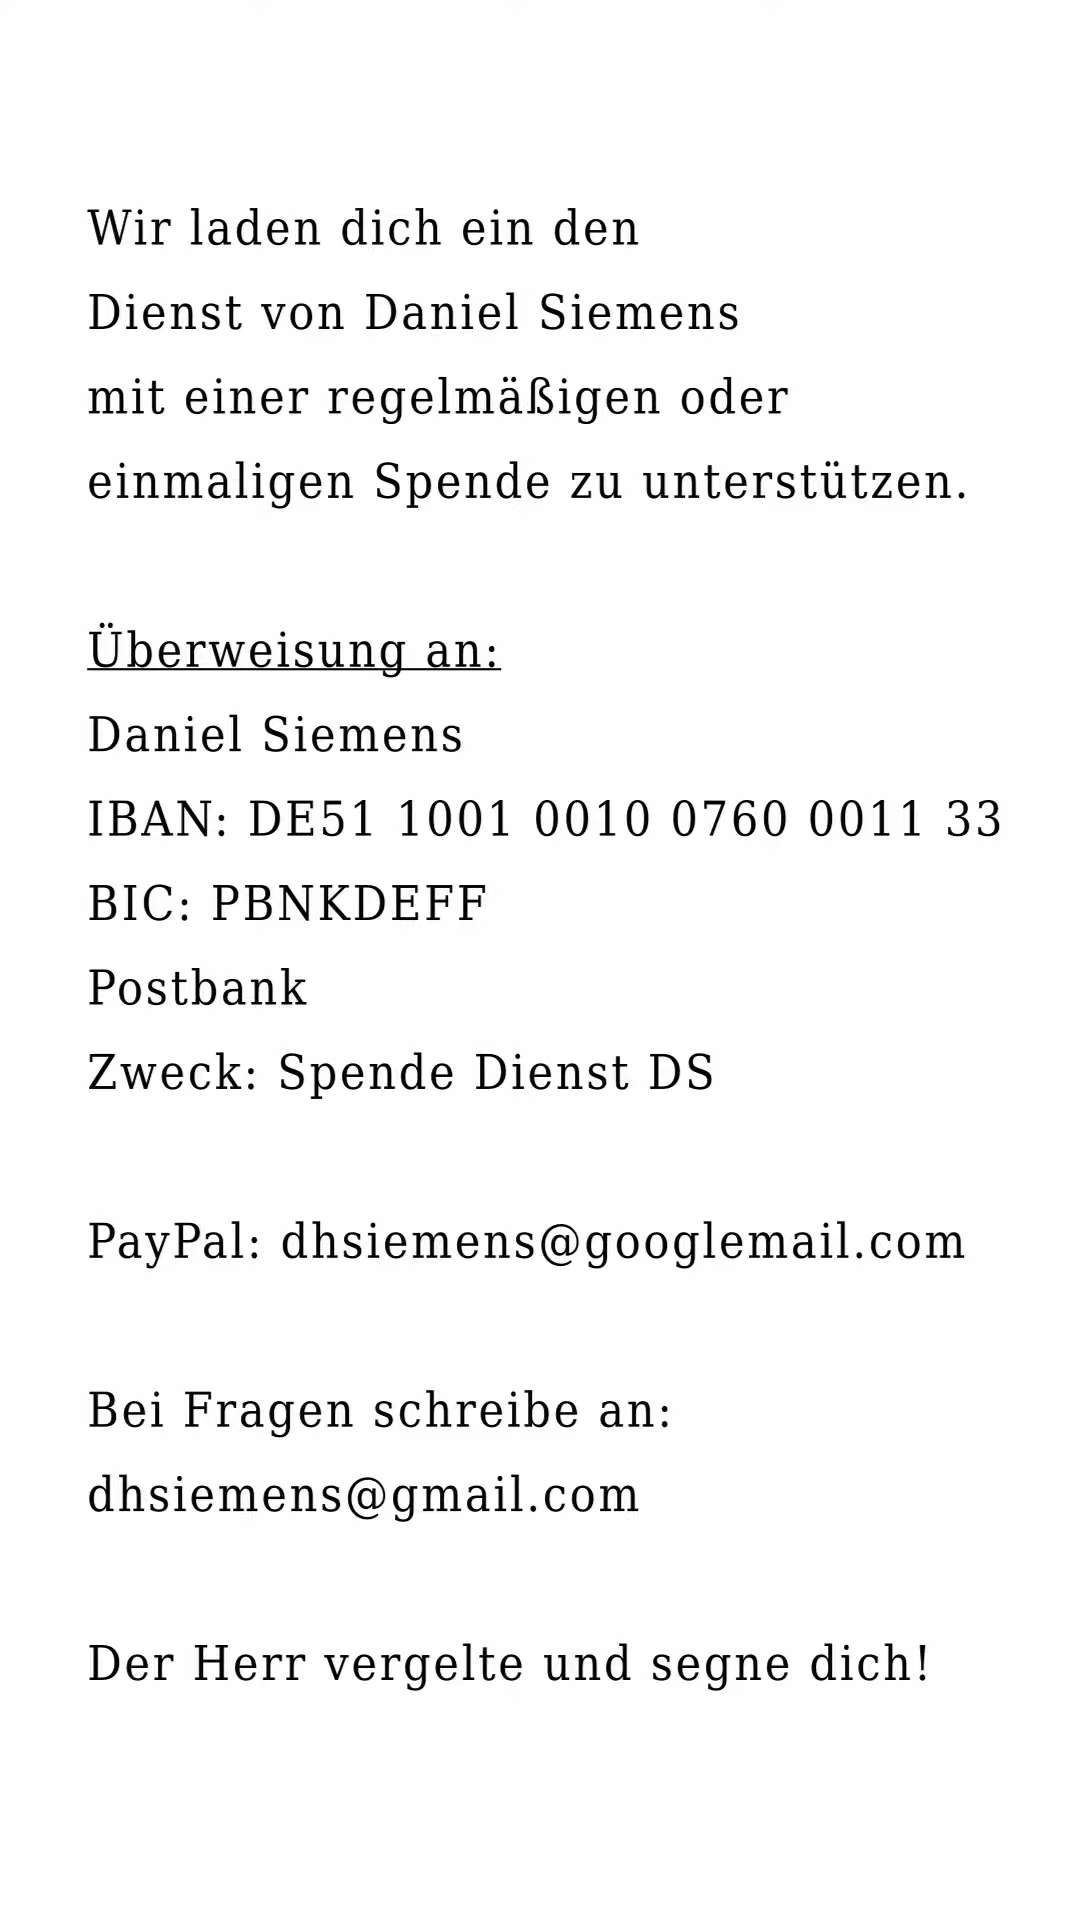 Wir laden dich ein den
Dienst von Daniel Siemens
mit einer regelmäßigen oder
einmaligen Spende zu unterstützen.
Überweisung an:
Daniel Siemens
IBAN: DE51 1001 0010 0760 0011 33
BIC: PBNKDEFF
Postbank
Zweck: Spende Dienst DS
PayPal: dhsiemens@googlemail.com
Bei Fragen schreibe an:
dhsiemens@gmail.com
Der Herr vergelte und segne dich!